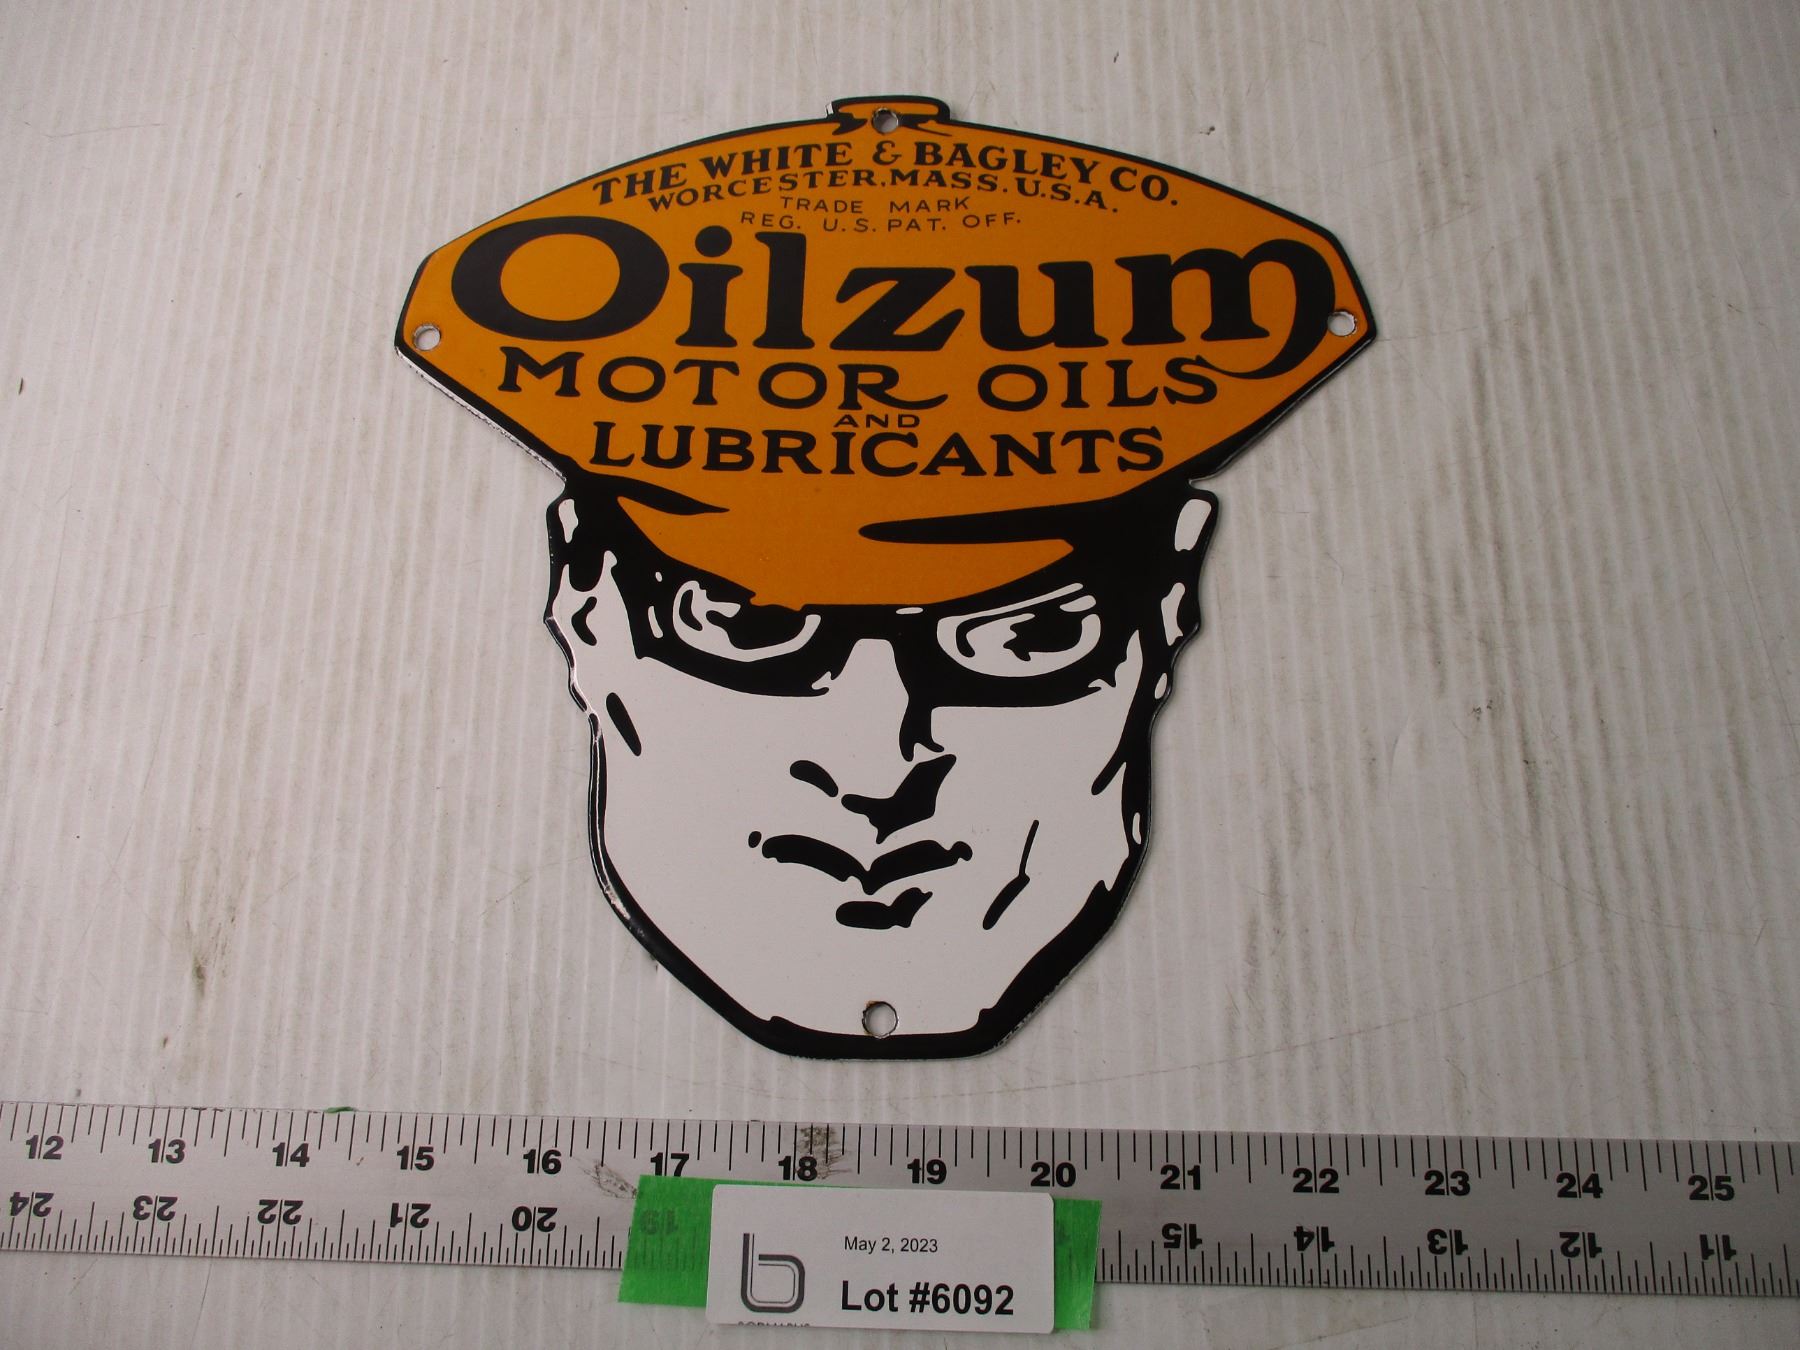 THE WHITE & BAGLEY CO.
WORCESTER, MASS. U.S.A.
TRADE MARK
REG. U.S. PAT. OFF.
Oilzum
MOTOR OILS
AND
LUBRICANTS
12 13 14 15 16 17 18 19 20 21 22 23 24 25
24 23 22 21 20 19 15 14 13 12 11
May 2, 2023
Lot #6092